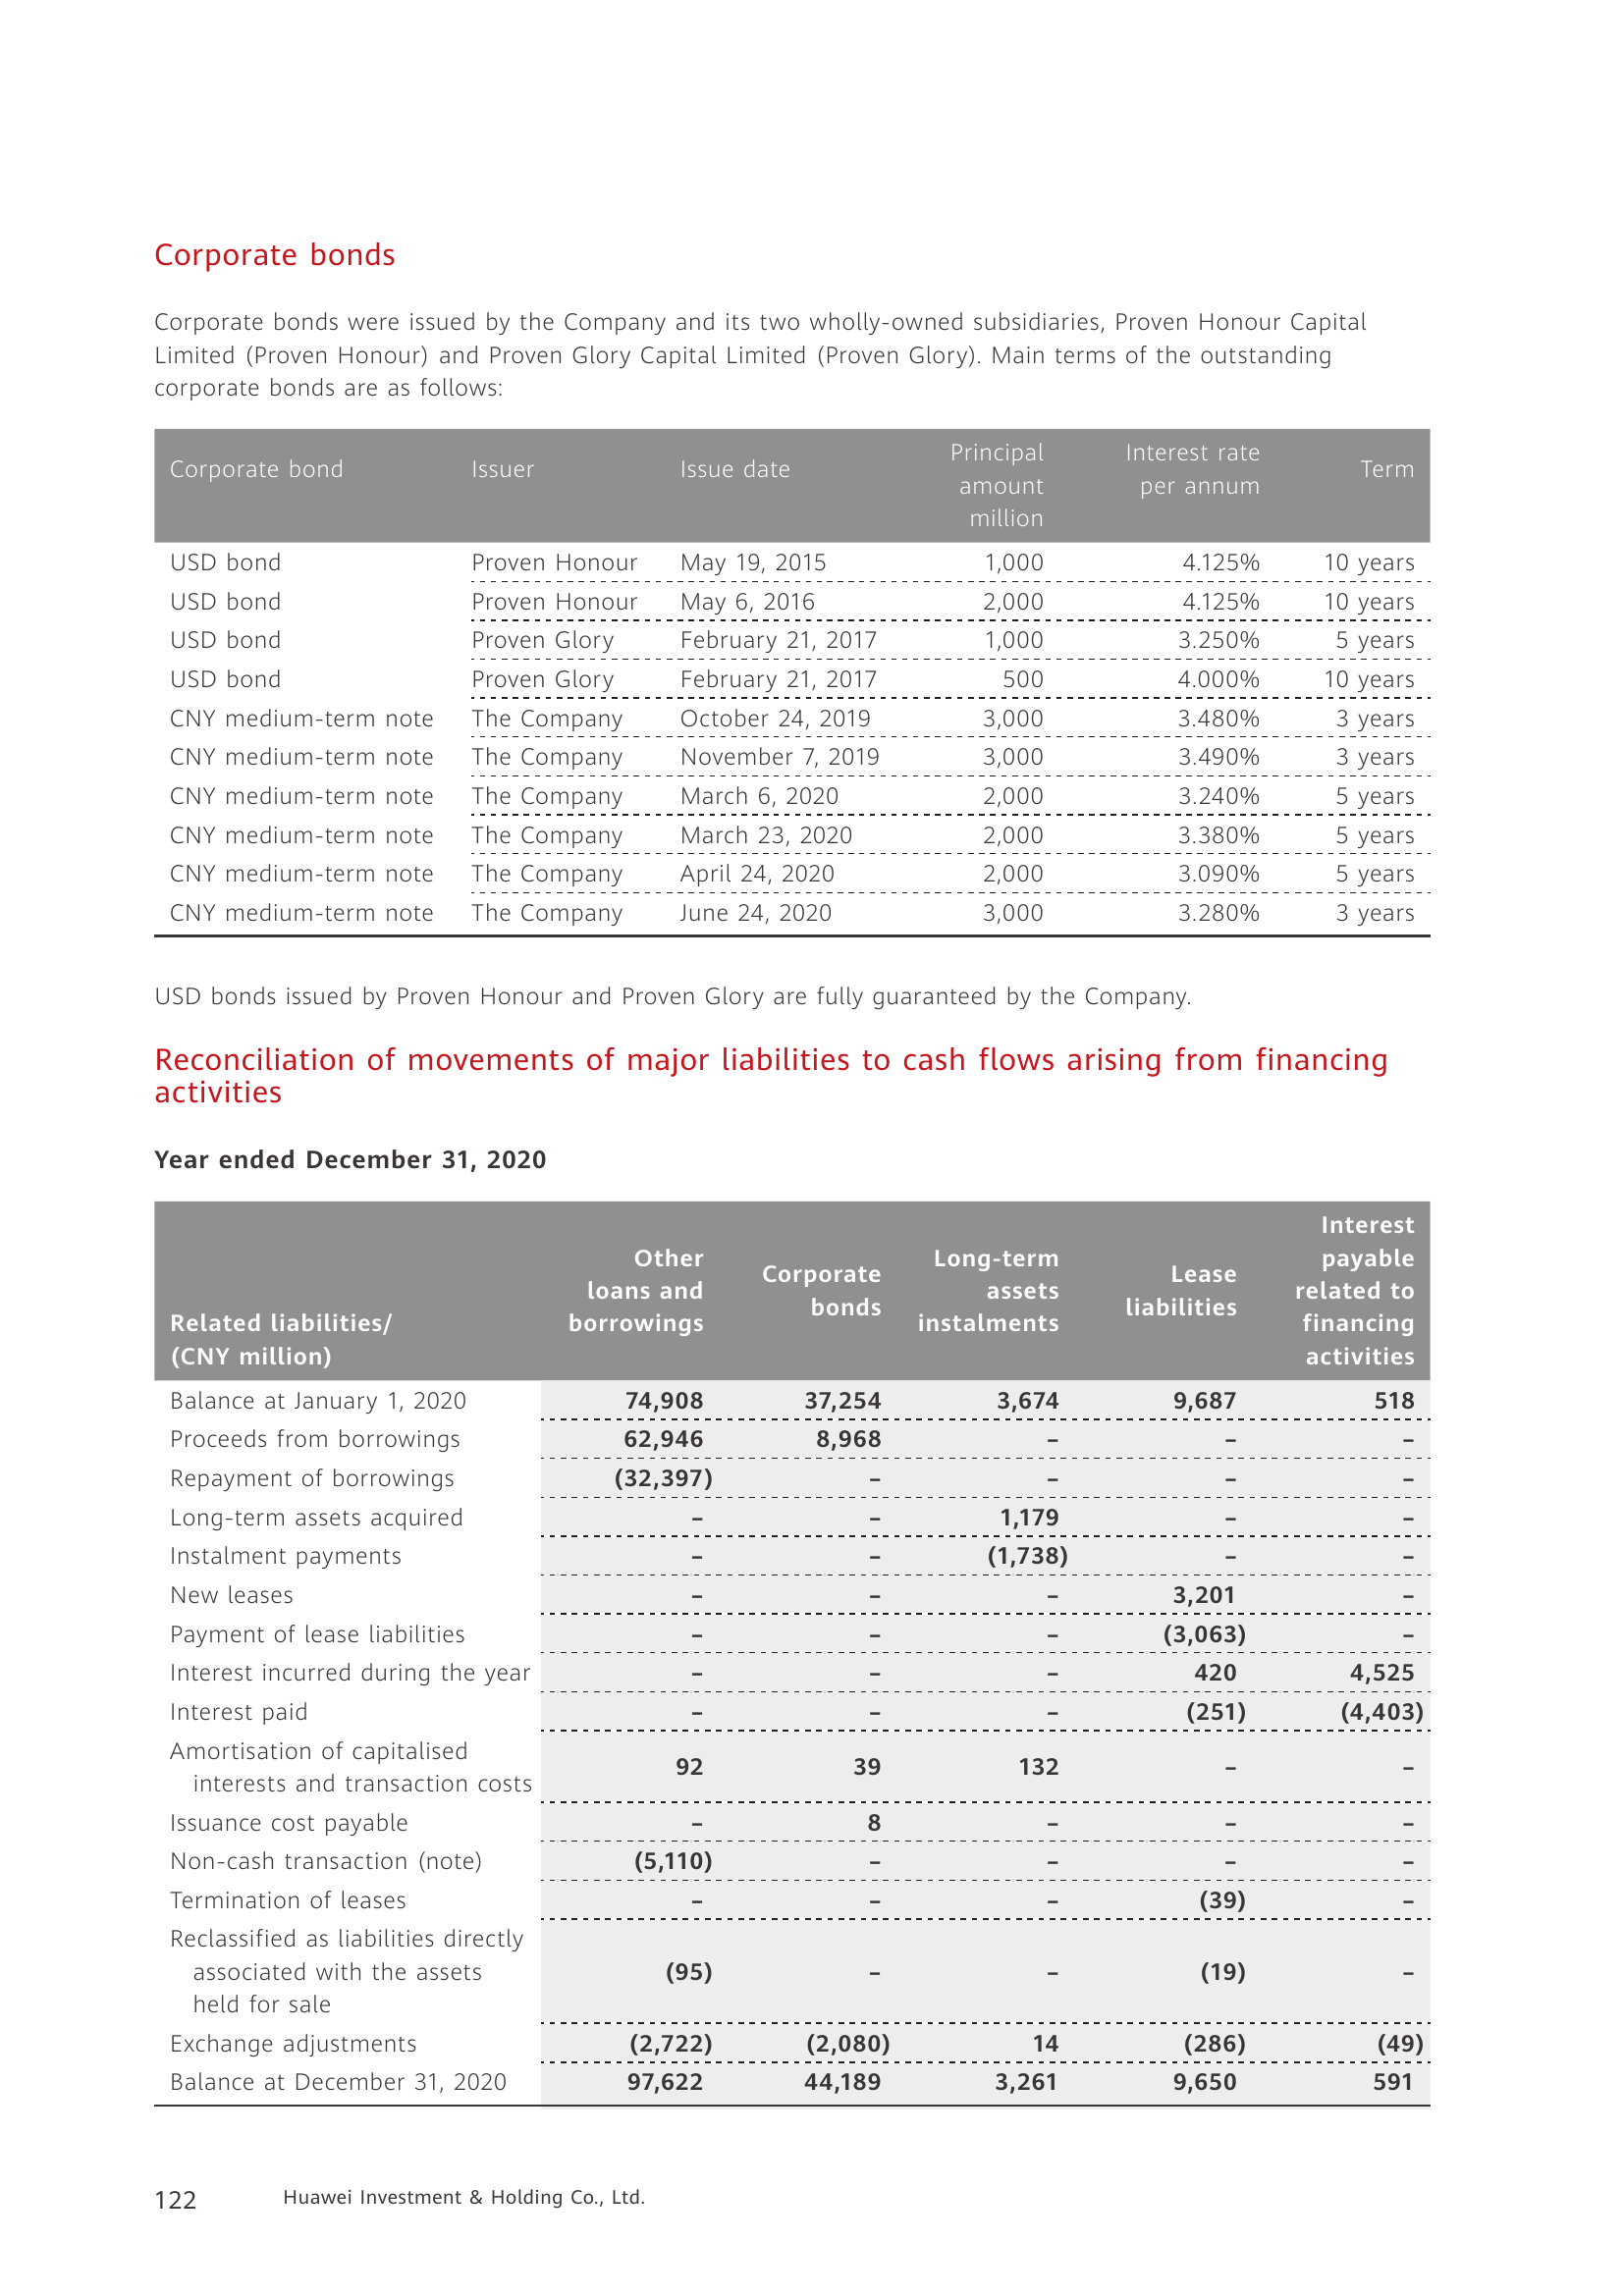 Corporate bonds
Corporate bonds were issued by the Company and its two wholly-owned subsidiaries, Proven Honour Capital
Limited (Proven Honour) and Proven Glory Capital Limited (Proven Glory). Main terms of the outstanding
corporate bonds are as follows:
Corporate bond Issuer Issue date Principal amount million Interest rate per annum Term
USD bond Proven Honour May 19, 2015 1,000 4.125% 10 years
USD bond Proven Honour May 6, 2016 2,000 4.125% 10 years
USD bond Proven Glory February 21, 2017 1,000 3.250% 5 years
USD bond Proven Glory February 21, 2017 500 4.000% 10 years
CNY medium-term note The Company October 24, 2019 3,000 3.480% 3 years
CNY medium-term note The Company November 7, 2019 3,000 3.490% 3 years
CNY medium-term note The Company March 6, 2020 2,000 3.240% 5 years
CNY medium-term note The Company March 23, 2020 2,000 3.380% 5 years
CNY medium-term note The Company April 24, 2020 2,000 3.090% 5 years
CNY medium-term note The Company June 24, 2020 3,000 3.280% 3 years
USD bonds issued by Proven Honour and Proven Glory are fully guaranteed by the Company.
Reconciliation of movements of major liabilities to cash flows arising from financing
activities
Year ended December 31, 2020
Related liabilities/
(CNY million)
Other
loans and
borrowings
Corporate
bonds
Long-term
assets
instalments
Lease
liabilities
Interest
payable
related to
financing
activities
Balance at January 1, 2020 74,908 37,254 3,674 9,687 518
Proceeds from borrowings 62,946 8,968 – – –
Repayment of borrowings (32,397) – – – –
Long-term assets acquired – – 1,179 – –
Instalment payments – – (1,738) – –
New leases – – – 3,201 –
Payment of lease liabilities – – – (3,063) –
Interest incurred during the year – – – 420 4,525
Interest paid – – – (251) (4,403)
Amortisation of capitalised
interests and transaction costs 92 39 132 – –
Issuance cost payable – 8 – – –
Non-cash transaction (note) (5,110) – – – –
Termination of leases – – – (39) –
Reclassified as liabilities directly
associated with the assets (95) – – (19) –
held for sale
Exchange adjustments (2,722) (2,080) 14 (286) (49)
Balance at December 31, 2020 97,622 44,189 3,261 9,650 591
122 Huawei Investment & Holding Co., Ltd.